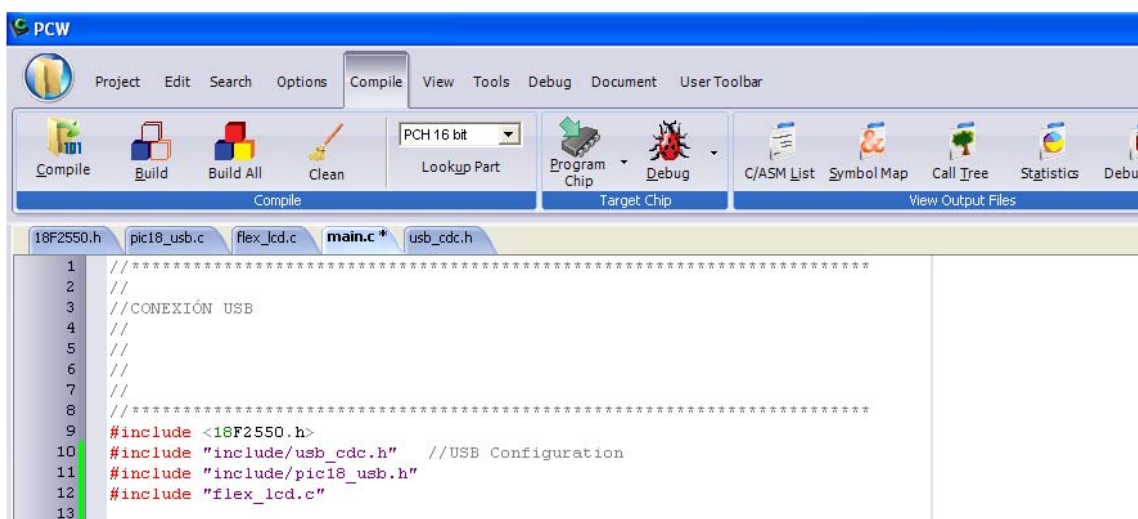 PCW
Project Edit Search Options Compile View Tools Debug Document User Toolbar
PCH 16 bit
Compile Build Build All Clean Lookup Part Program Chip Debug C/ASM List Symbol Map Call Tree Statistics
Compile Target Chip View Output Files
18F2550.h pic18_usb.c flex_lcd.c main.c * usb_cdc.h
1 //************************************************************************
2 //
3 //CONEXIÓN USB
4 //
5 //
6 //
7 //
8 //************************************************************************
9 #include <18F2550.h>
10 #include "include/usb_cdc.h" //USB Configuration
11 #include "include/pic18_usb.h"
12 #include "flex_lcd.c"
13